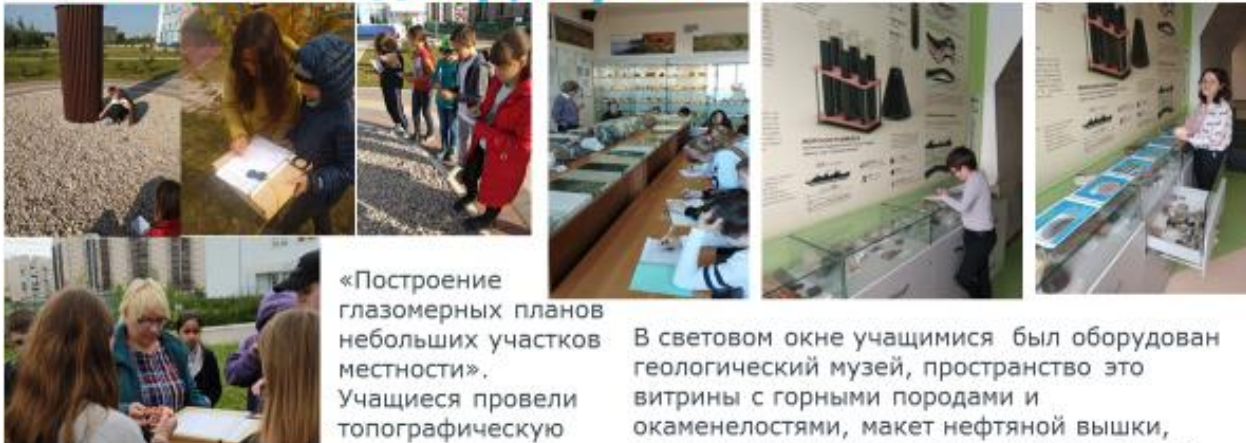 «Построение
глазомерных планов
небольших участков
местности».
Учащиеся провели
топографическую
В световом окне учащимися был оборудован
геологический музей, пространство это
витрины с горными породами и
окаменелостями, макет нефтяной вышки,